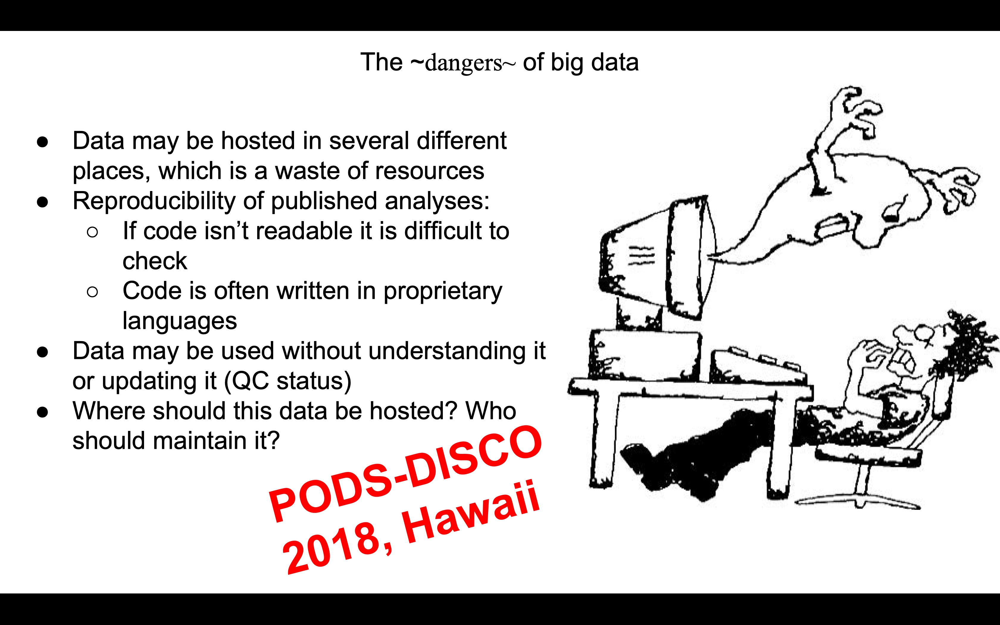 The ~dangers~ of big data
● Data may be hosted in several different
places, which is a waste of resources
● Reproducibility of published analyses:
○ If code isn’t readable it is difficult to
check
○ Code is often written in proprietary
languages
● Data may be used without understanding it
or updating it (QC status)
● Where should this data be hosted? Who
should maintain it?
PODS-DISCO
2018, Hawaii